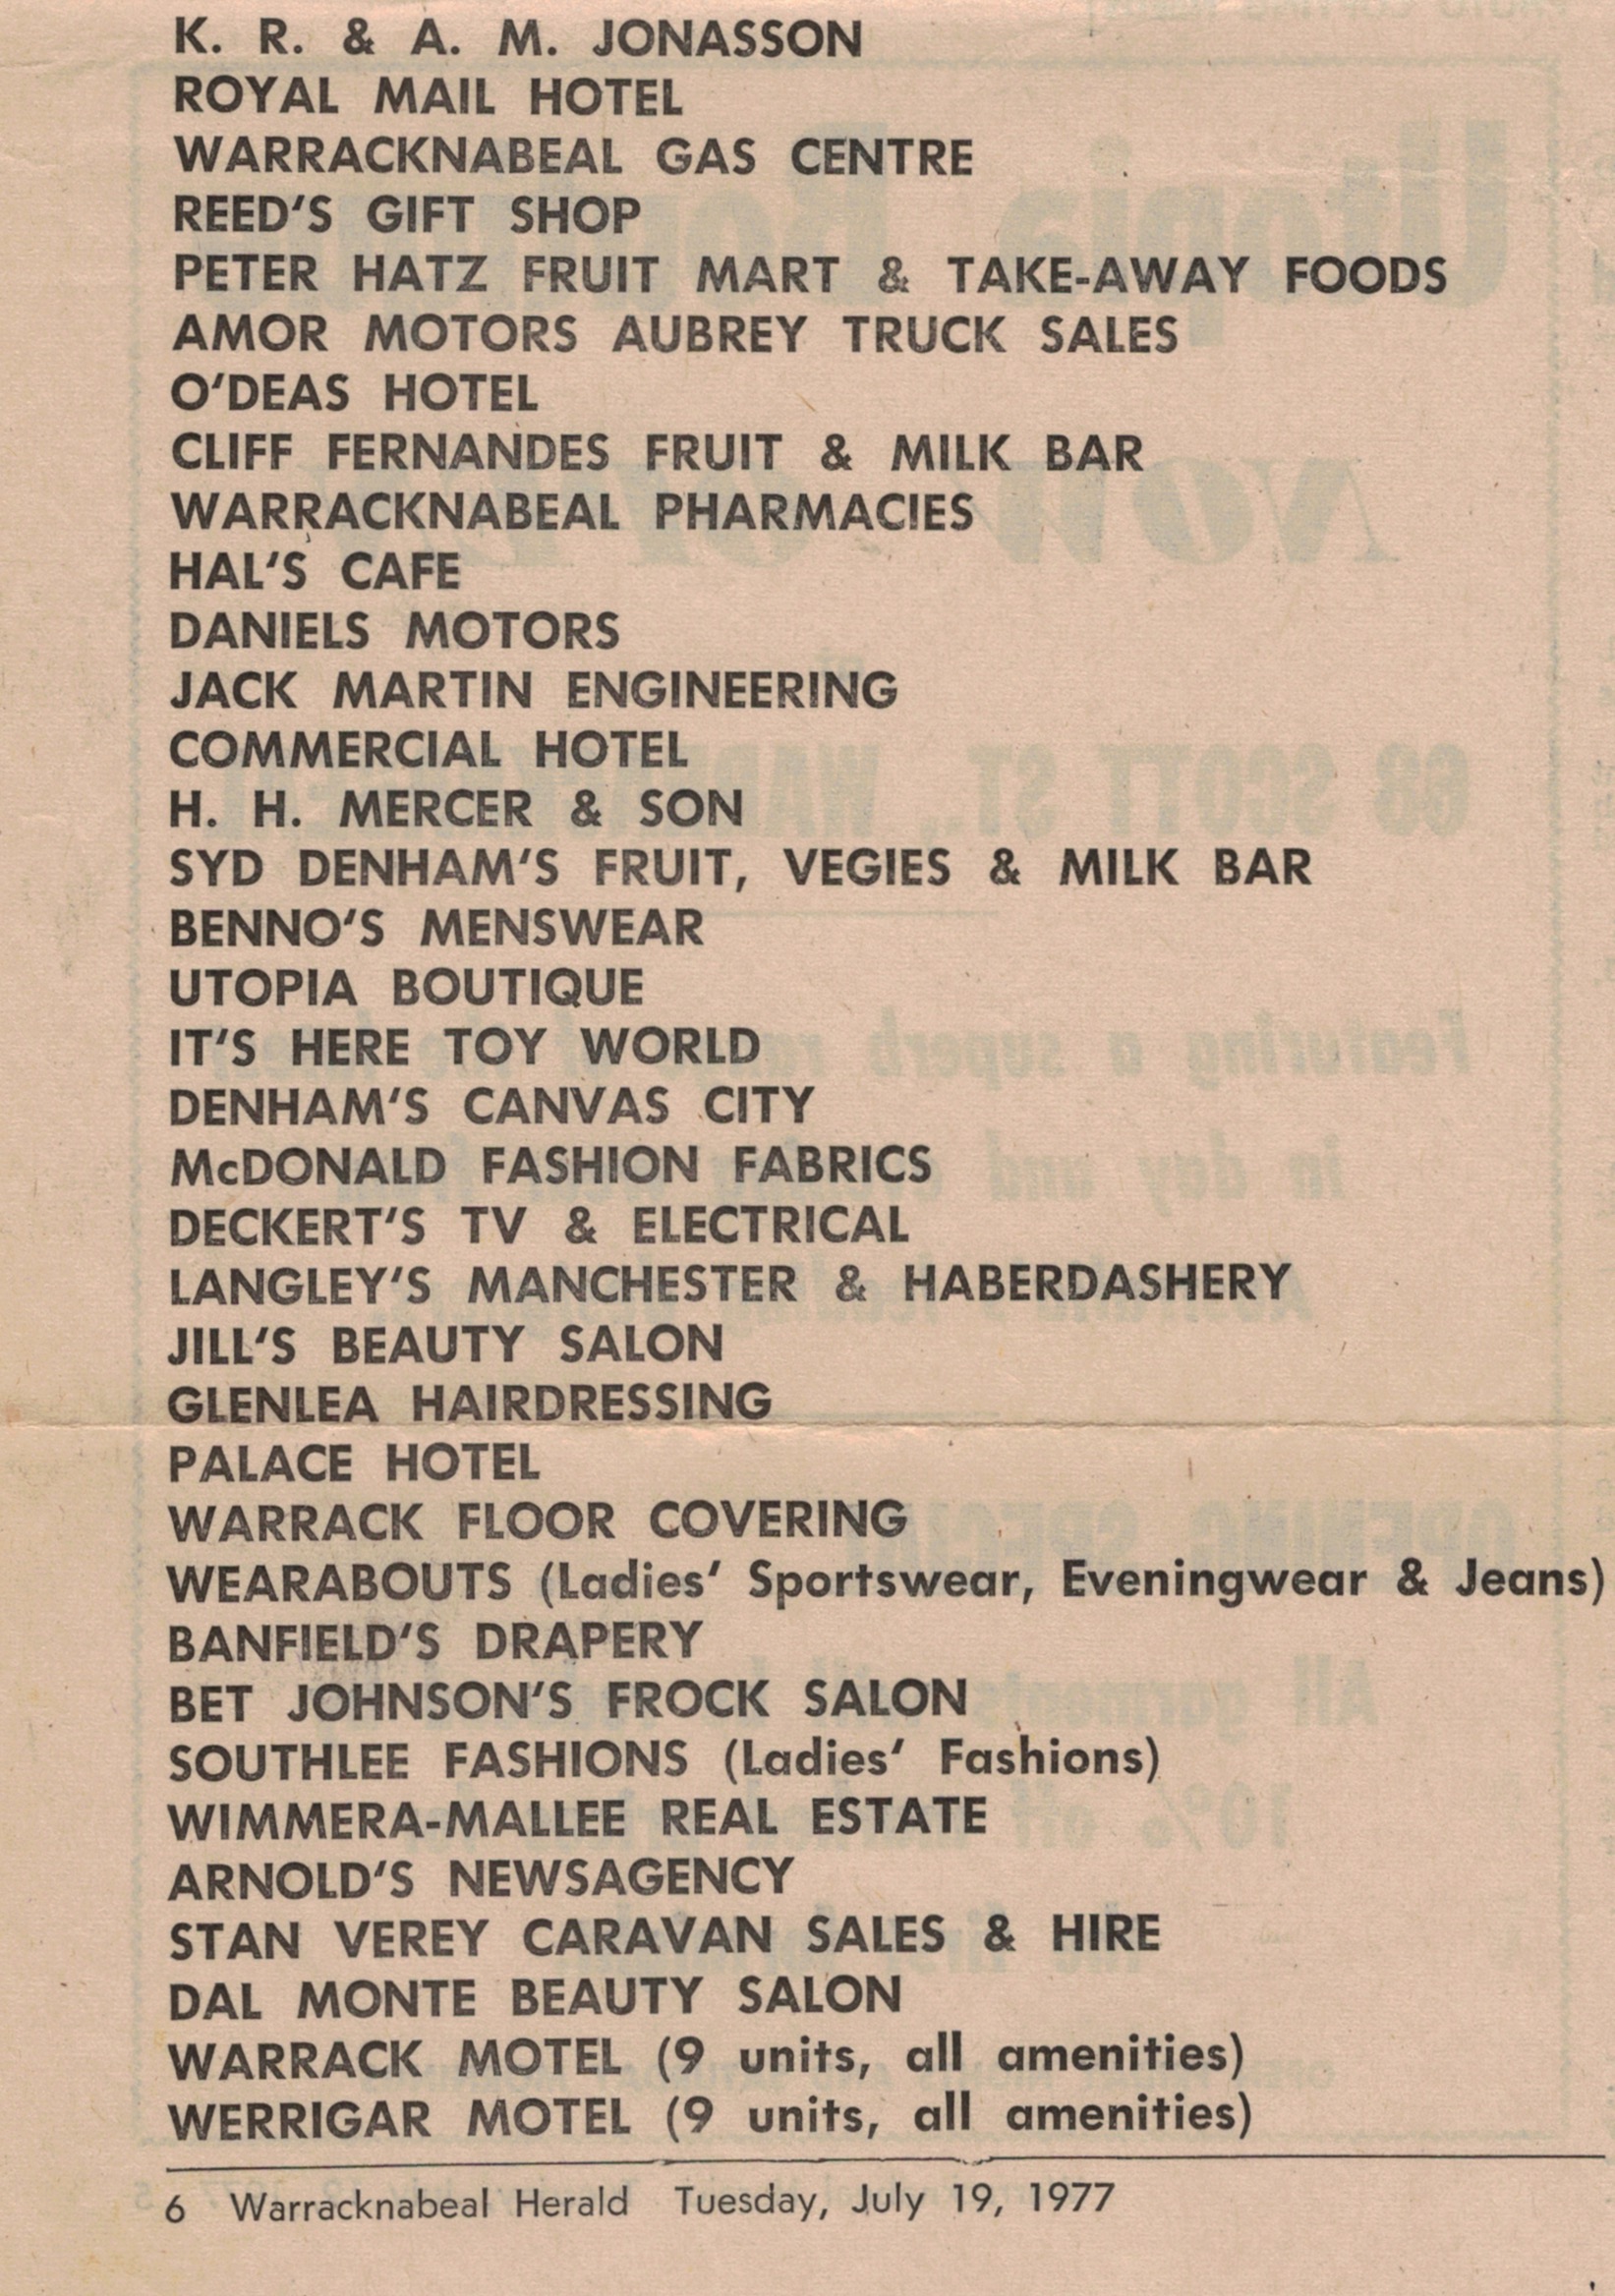 K. R. & A. M. JONASSON
ROYAL MAIL HOTEL
WARRACKNABEAL GAS CENTRE
REED'S GIFT SHOP
PETER HATZ FRUIT MART & TAKE-AWAY FOODS
AMOR MOTORS AUBREY TRUCK SALES
O'DEAS HOTEL
CLIFF FERNANDES FRUIT & MILK BAR
WARRACKNABEAL PHARMACIES
HAL'S CAFE
DANIELS MOTORS
JACK MARTIN ENGINEERING
COMMERCIAL HOTEL
H. H. MERCER & SON
SYD DENHAM'S FRUIT, VEGIES & MILK BAR
BENNO'S MENSWEAR
UTOPIA BOUTIQUE
IT'S HERE TOY WORLD
DENHAM'S CANVAS CITY
McDONALD FASHION FABRICS
DECKERT'S TV & ELECTRICAL
LANGLEY'S MANCHESTER & HABERDASHERY
JILL'S BEAUTY SALON
GLENLEA HAIRDRESSING
PALACE HOTEL
WARRACK FLOOR COVERING
WEARABOUTS (Ladies' Sportswear, Eveningwear & Jeans)
BANFIELD'S DRAPERY
BET JOHNSON'S FROCK SALON
SOUTHLEE FASHIONS (Ladies' Fashions)
WIMMERA-MALLEE REAL ESTATE
ARNOLD'S NEWSAGENCY
STAN VEREY CARAVAN SALES & HIRE
DAL MONTE BEAUTY SALON
WARRACK MOTEL (9 units, all amenities)
WERRIGAR MOTEL (9 units, all amenities)
6 Warracknabeal Herald Tuesday, July 19, 1977